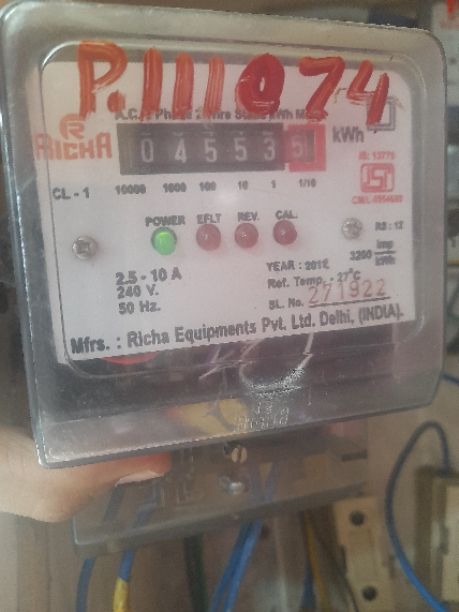 P.111074
A.C. 1 Phase 2 Wire Static kWh Meter
RICHA
0 4 5 5 3 5 kWh
IS: 13779
CL - 1 10000 1000 100 10 1 1/10
POWER EFLT REV. CAL.
RS : 12
3200 imp/kWh
2.5 - 10 A
240 V.
50 Hz.
YEAR : 2012
Ref. Temp. - 27°C
SL. No. 271922
Mfrs. : Richa Equipments Pvt. Ltd. Delhi, (INDIA).